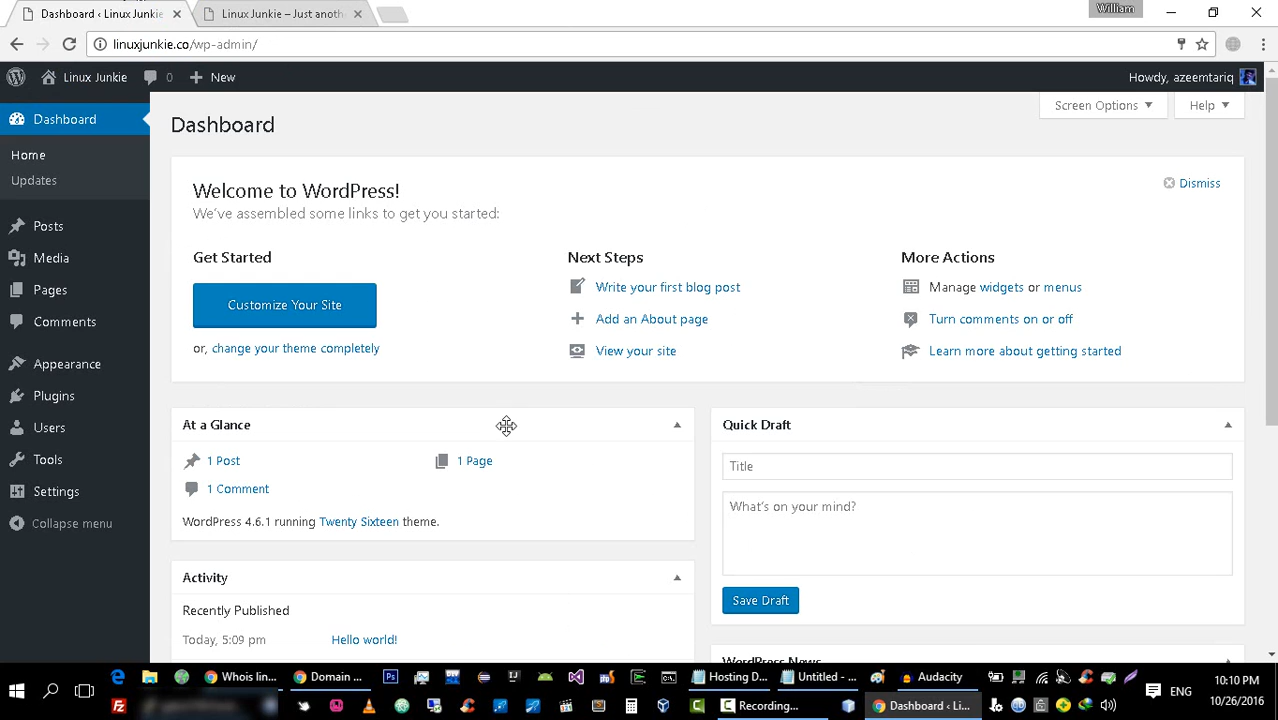 Dashboard ‹ Linux Junkie
Linux Junkie – Just anoth
William
linuxjunkie.co/wp-admin/
Linux Junkie
0
New
Howdy, azeemtariq
Dashboard
Home
Updates
Posts
Media
Pages
Comments
Appearance
Plugins
Users
Tools
Settings
Collapse menu
Dashboard
Screen Options
Help
Welcome to WordPress!
We've assembled some links to get you started:
Dismiss
Get Started
Customize Your Site
or, change your theme completely
Next Steps
Write your first blog post
Add an About page
View your site
More Actions
Manage widgets or menus
Turn comments on or off
Learn more about getting started
At a Glance
1 Post
1 Page
1 Comment
WordPress 4.6.1 running Twenty Sixteen theme.
Activity
Recently Published
Today, 5:09 pm
Hello world!
Quick Draft
Title
What's on your mind?
Save Draft
WordPress News
Whois lin...
Domain ...
Ps
Hosting D...
Untitled - ...
Audacity
Recording...
Dashboard ‹ Li...
ENG
10:10 PM
10/26/2016